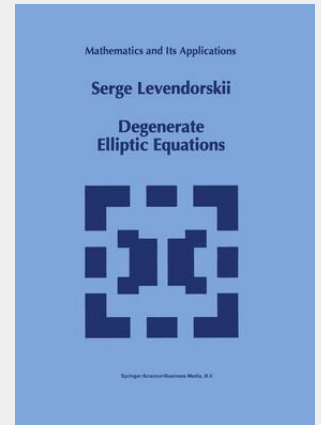 Mathematics and Its Applications
Serge Levendorskii
Degenerate
Elliptic Equations
Springer-Science+Business Media, B.V.